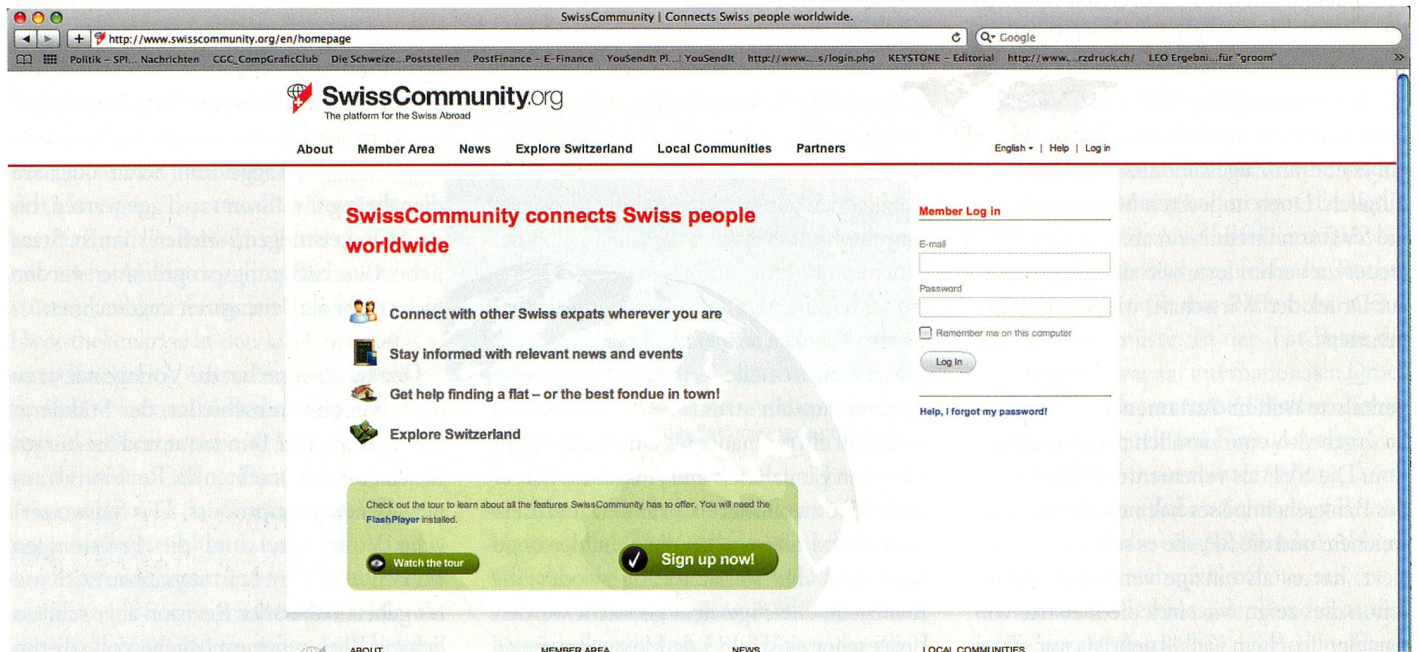 SwissCommunity | Connects Swiss people worldwide.
http://www.swisscommunity.org/en/homepage
Google
Politik – SPI... Nachrichten CGC_CompGraficClub Die Schweize...Poststellen PostFinance – E-Finance YouSendIt Pl...| YouSendIt http://www....s/login.php KEYSTONE – Editorial http://www....rzdruck.ch/ LEO Ergebni...für "groom" »
SwissCommunity.org
The platform for the Swiss Abroad
About Member Area News Explore Switzerland Local Communities Partners English | Help | Log in
SwissCommunity connects Swiss people
worldwide
Connect with other Swiss expats wherever you are
Stay informed with relevant news and events
Get help finding a flat – or the best fondue in town!
Explore Switzerland
Check out the tour to learn about all the features SwissCommunity has to offer. You will need the
FlashPlayer installed.
Watch the tour
Sign up now!
Member Log in
E-mail
Password
Remember me on this computer
Log In
Help, I forgot my password!
ABOUT MEMBER AREA NEWS LOCAL COMMUNITIES